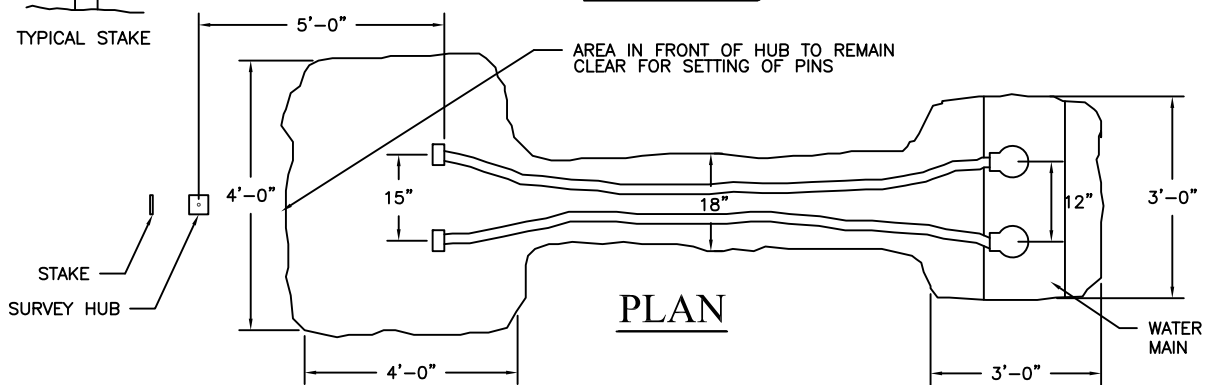 5'-0"
TYPICAL STAKE
AREA IN FRONT OF HUB TO REMAIN
CLEAR FOR SETTING OF PINS
4'-0"
15"
18"
12"
3'-0"
STAKE
SURVEY HUB
PLAN
WATER
MAIN
4'-0"
3'-0"